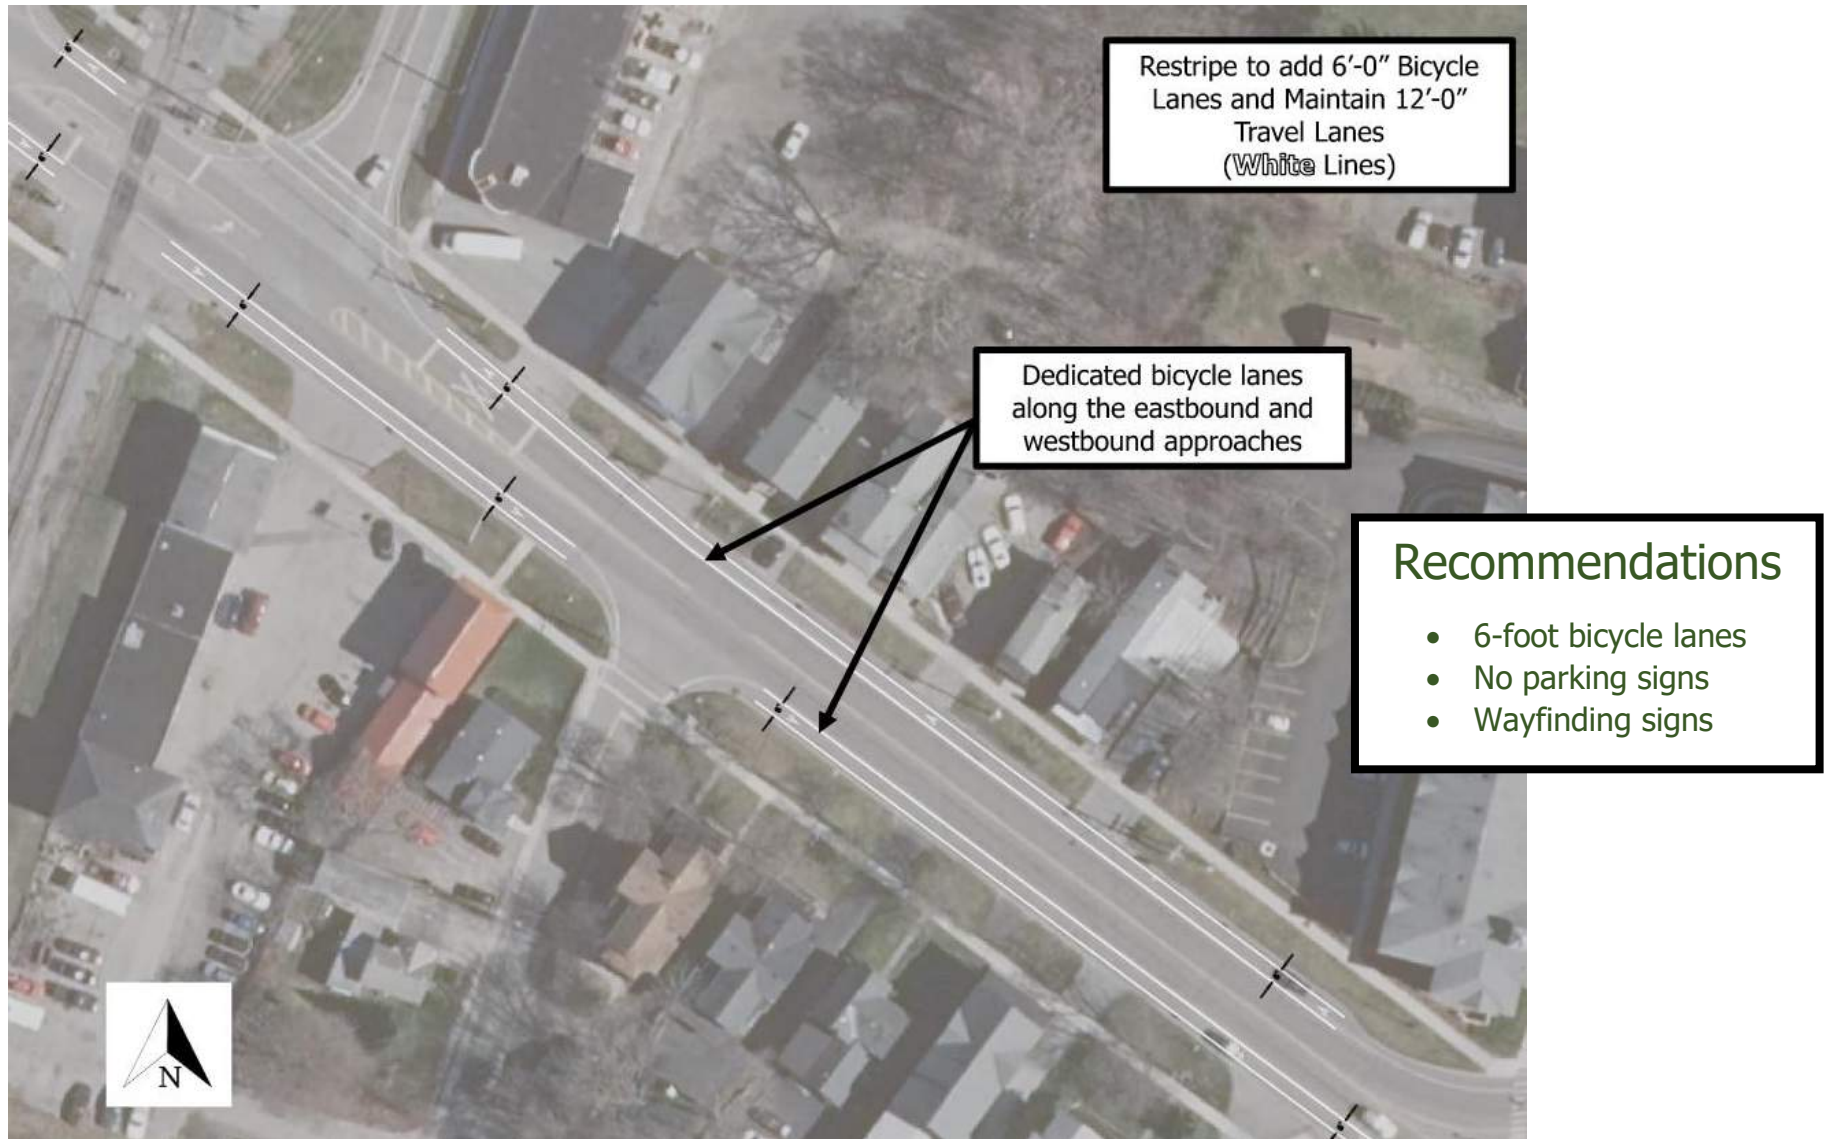 Restripe to add 6’-0” Bicycle
Lanes and Maintain 12’-0”
Travel Lanes
(White Lines)
Dedicated bicycle lanes
along the eastbound and
westbound approaches
Recommendations
• 6-foot bicycle lanes
• No parking signs
• Wayfinding signs
N